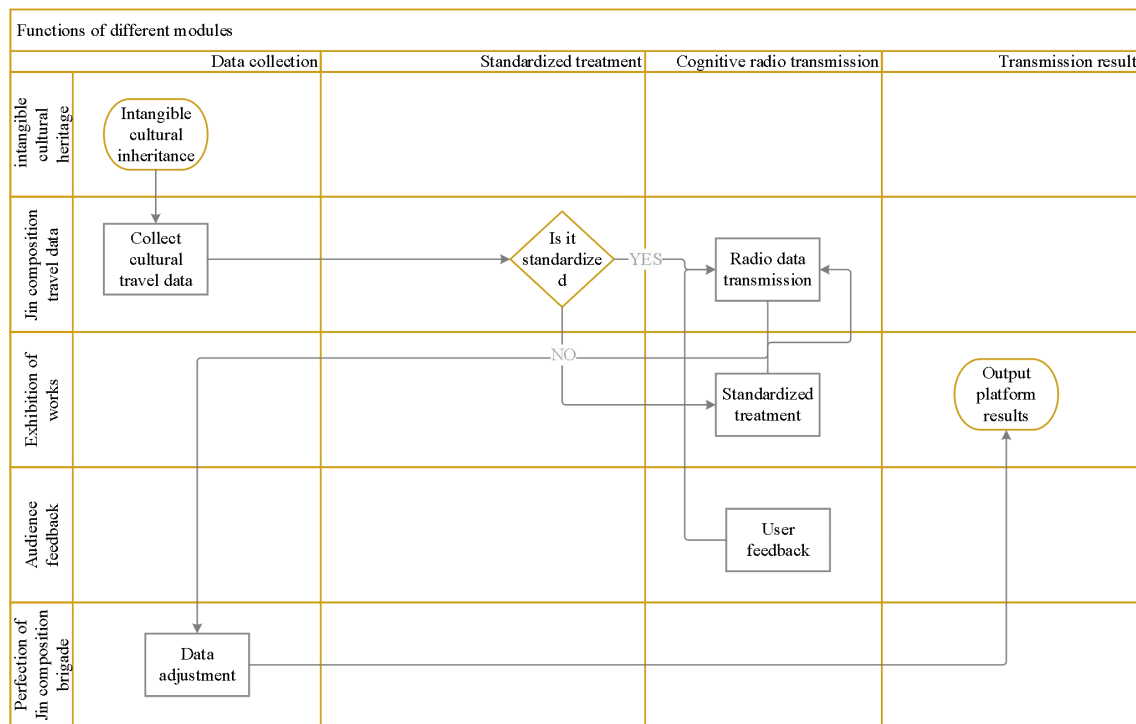 Functions of different modules
Data collection
Standardized treatment
Cognitive radio transmission
Transmission result
intangible
cultural
heritage
Intangible
cultural
inheritance
Jin composition
travel data
Collect
cultural
travel data
Is it
standardize
d
YES
Radio data
transmission
Exhibition of
works
NO
Standardized
treatment
Output
platform
results
Audience
feedback
User
feedback
Perfection of
Jin composition
brigade
Data
adjustment